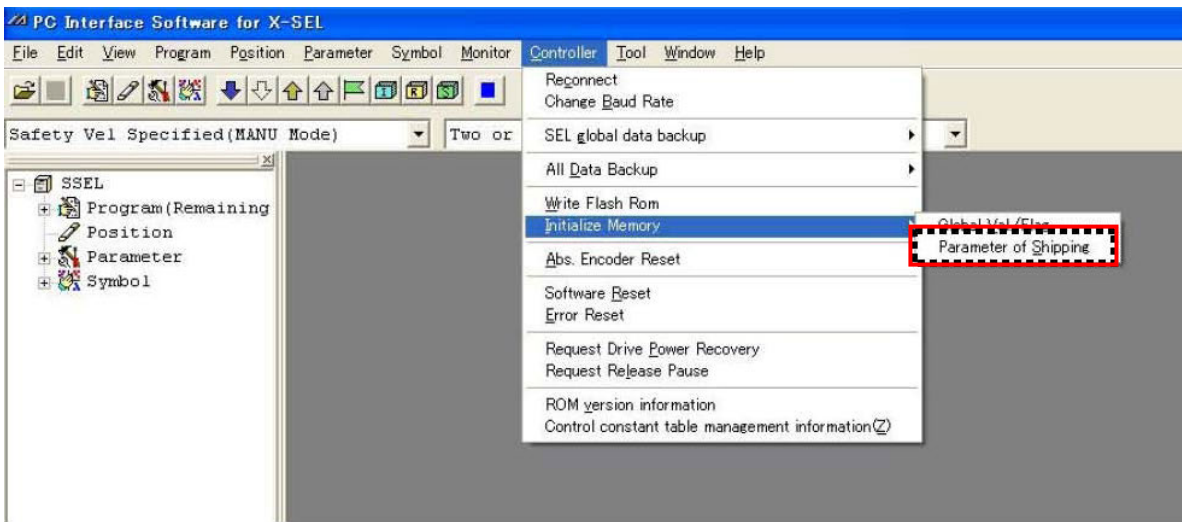 PC Interface Software for X-SEL
File Edit View Program Position Parameter Symbol Monitor Controller Tool Window Help
Safety Vel Specified(MANU Mode) Two or
SSEL
Program(Remaining
Position
Parameter
Symbol
Reconnect
Change Baud Rate
SEL global data backup
All Data Backup
Write Flash Rom
Initialize Memory
Abs. Encoder Reset
Software Reset
Error Reset
Request Drive Power Recovery
Request Release Pause
ROM version information
Control constant table management information(Z)
Parameter of Shipping